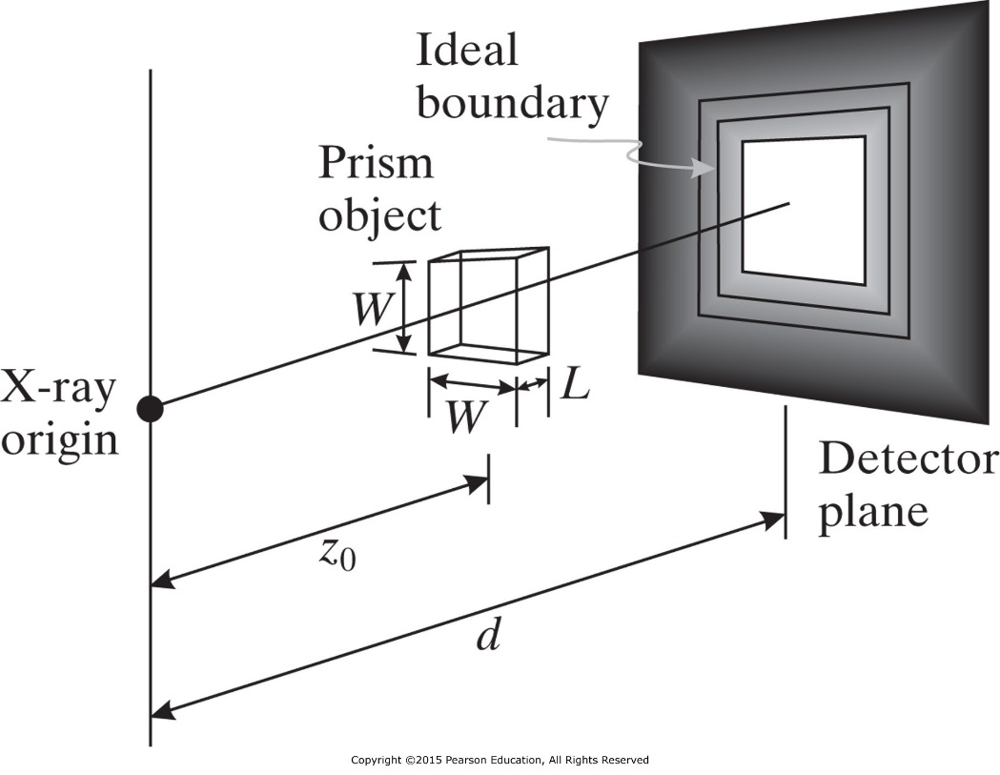 Ideal
boundary
Prism
object
W
W
L
X-ray
origin
z0
d
Detector
plane
Copyright ©2015 Pearson Education, All Rights Reserved